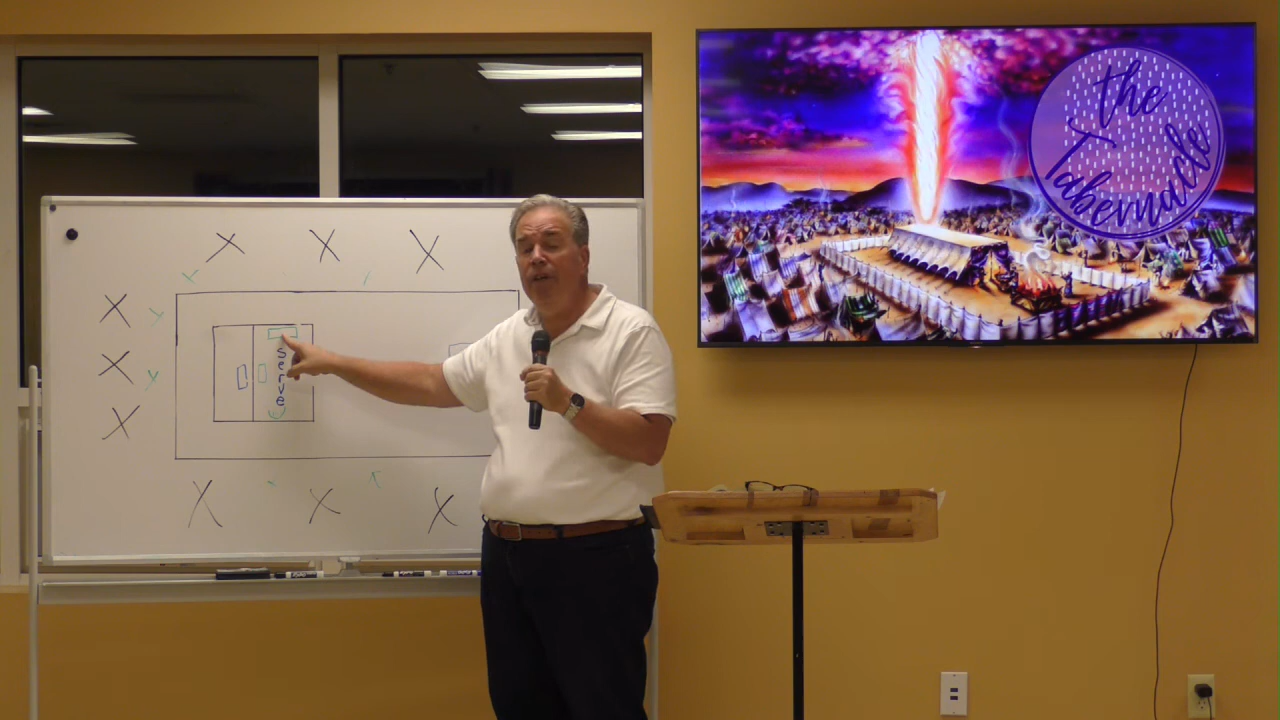 the
Tabernacle
X X X
X
X
X
X X X
Serve